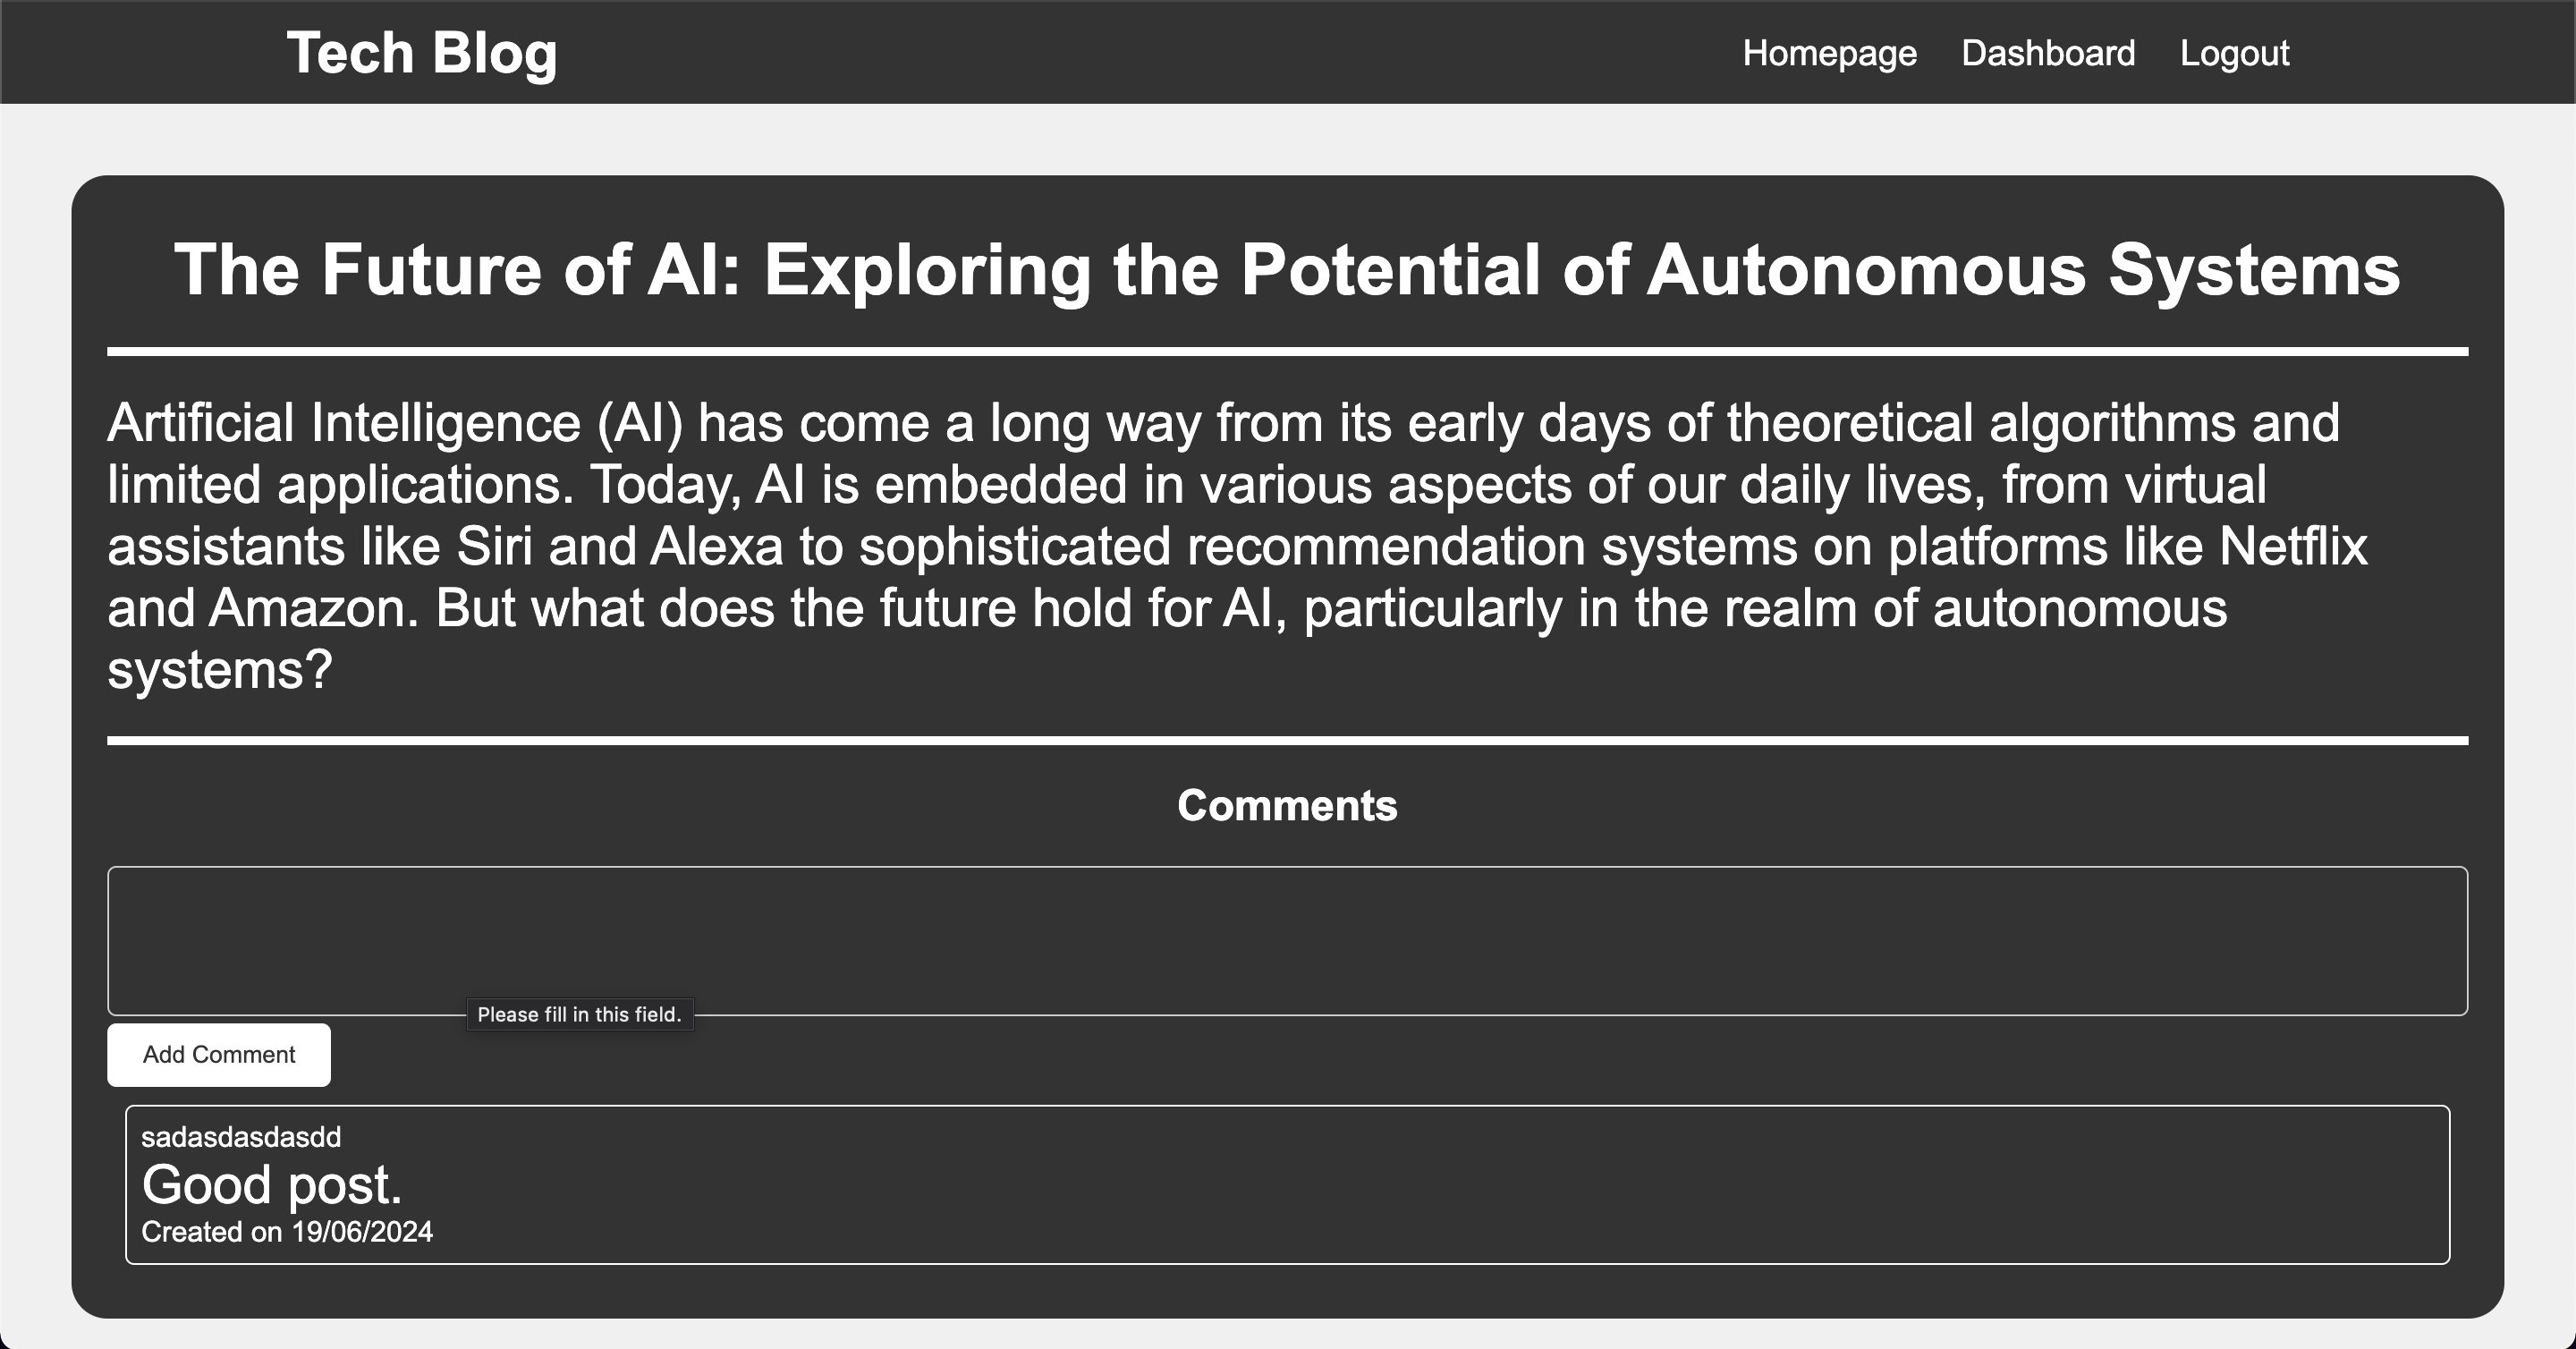 Tech Blog
Homepage Dashboard Logout
The Future of AI: Exploring the Potential of Autonomous Systems
Artificial Intelligence (AI) has come a long way from its early days of theoretical algorithms and
limited applications. Today, AI is embedded in various aspects of our daily lives, from virtual
assistants like Siri and Alexa to sophisticated recommendation systems on platforms like Netflix
and Amazon. But what does the future hold for AI, particularly in the realm of autonomous
systems?
Comments
Please fill in this field.
Add Comment
sadasdasdasdd
Good post.
Created on 19/06/2024